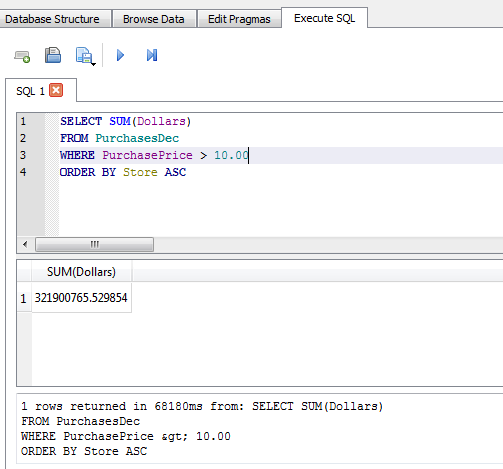 Database Structure Browse Data Edit Pragmas Execute SQL
SQL 1
1 SELECT SUM(Dollars)
2 FROM PurchasesDec
3 WHERE PurchasePrice > 10.00
4 ORDER BY Store ASC
SUM(Dollars)
1 321900765.529854
1 rows returned in 68180ms from: SELECT SUM(Dollars)
FROM PurchasesDec
WHERE PurchasePrice &gt; 10.00
ORDER BY Store ASC